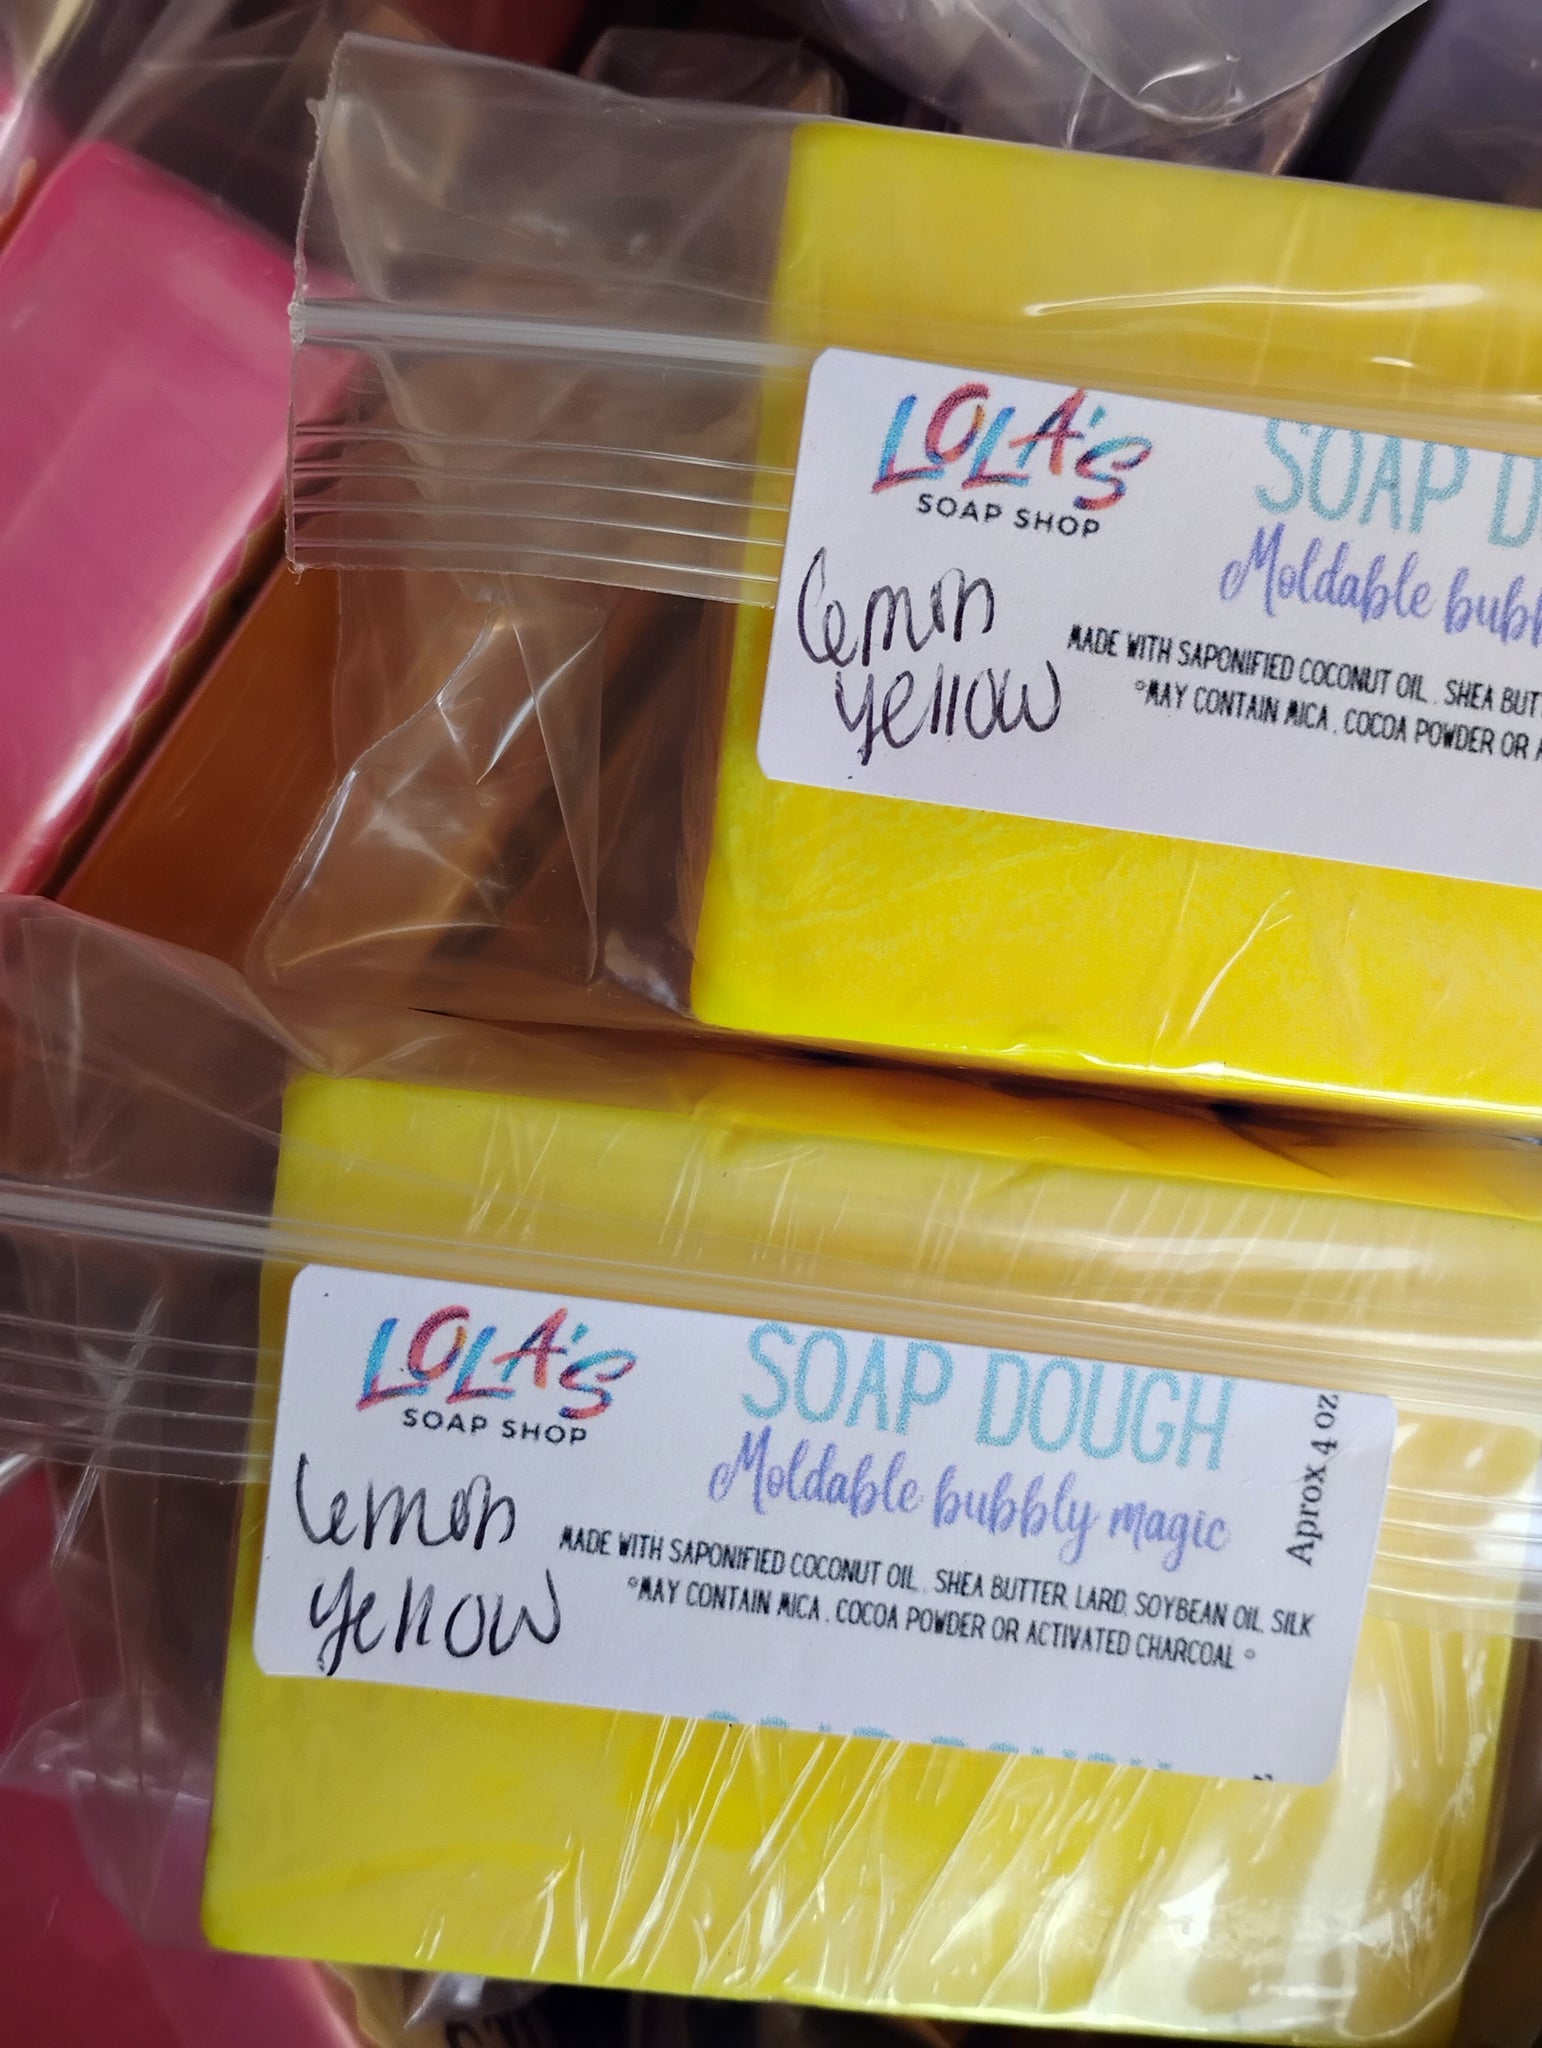 LOLA'S
SOAP SHOP
SOAP D
Moldable bubb
lemon
yellow
MADE WITH SAPONIFIED COCONUT OIL, SHEA BUTT
°MAY CONTAIN MICA, COCOA POWDER OR A
LOLA'S
SOAP SHOP
SOAP DOUGH
Moldable bubbly magic
Aprox 4 oz
lemon
yellow
MADE WITH SAPONIFIED COCONUT OIL, SHEA BUTTER, LARD, SOYBEAN OIL, SILK
°MAY CONTAIN MICA, COCOA POWDER OR ACTIVATED CHARCOAL °